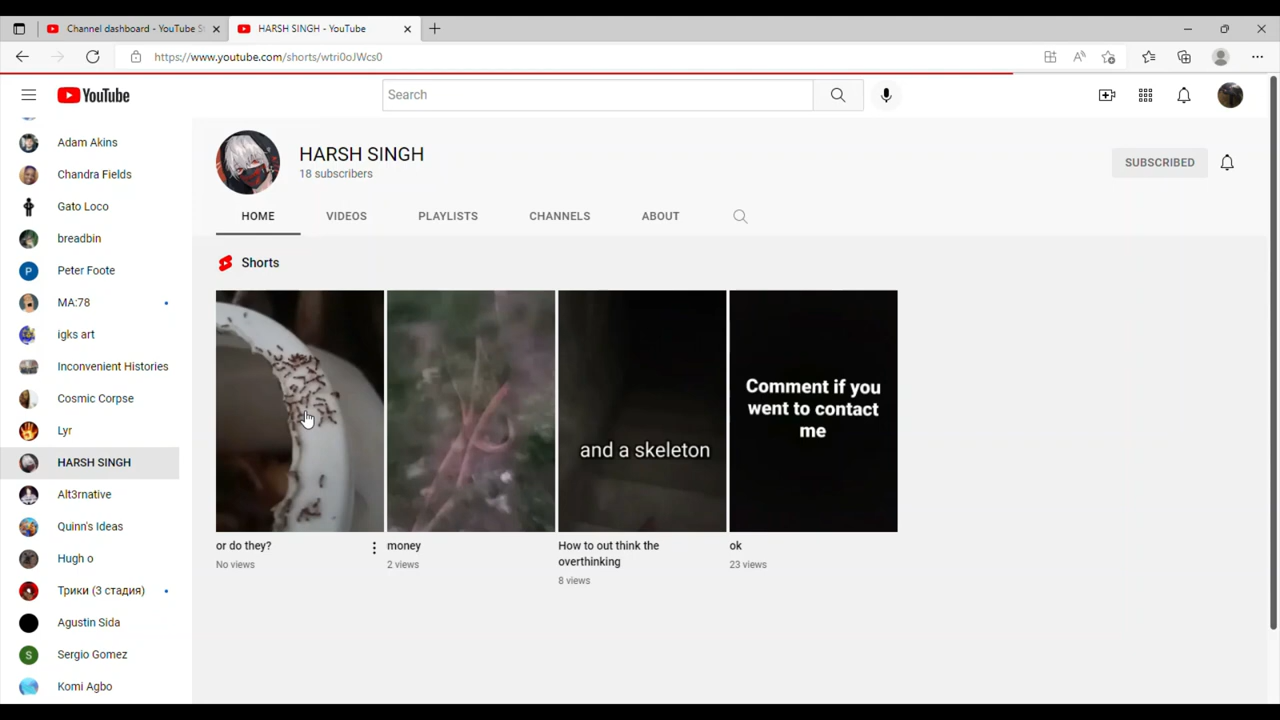 Channel dashboard - YouTube S
HARSH SINGH - YouTube
https://www.youtube.com/shorts/wtri0oJWcs0
YouTube
Search
Adam Akins
Chandra Fields
Gato Loco
breadbin
P Peter Foote
MA:78
igks art
Inconvenient Histories
Cosmic Corpse
Lyr
HARSH SINGH
Alt3rnative
Quinn's Ideas
Hugh o
Трики (3 стадия)
Agustin Sida
S Sergio Gomez
Komi Agbo
HARSH SINGH
18 subscribers
SUBSCRIBED
HOME VIDEOS PLAYLISTS CHANNELS ABOUT
Shorts
and a skeleton
Comment if you
went to contact
me
or do they?
No views
money
2 views
How to out think the
overthinking
8 views
ok
23 views